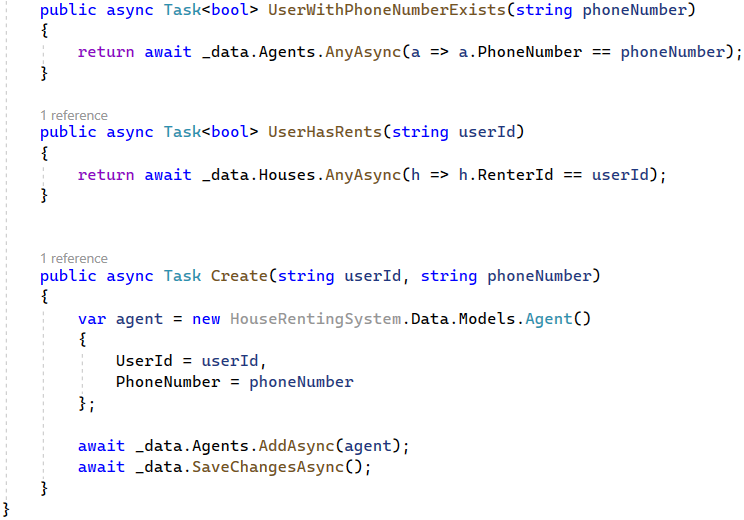 public async Task<bool> UserWithPhoneNumberExists(string phoneNumber)
{
    return await _data.Agents.AnyAsync(a => a.PhoneNumber == phoneNumber);
}

1 reference
public async Task<bool> UserHasRents(string userId)
{
    return await _data.Houses.AnyAsync(h => h.RenterId == userId);
}

1 reference
public async Task Create(string userId, string phoneNumber)
{
    var agent = new HouseRentingSystem.Data.Models.Agent()
    {
        UserId = userId,
        PhoneNumber = phoneNumber
    };

    await _data.Agents.AddAsync(agent);
    await _data.SaveChangesAsync();
}
}